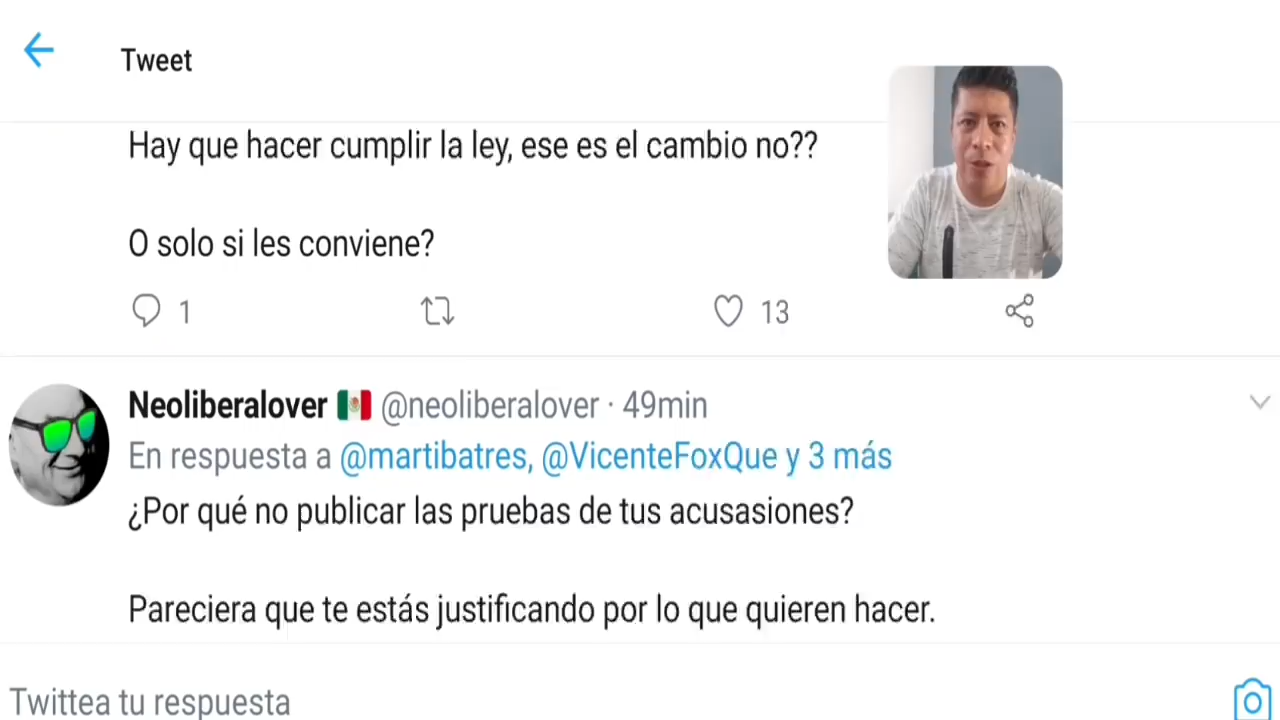 Tweet
Hay que hacer cumplir la ley, ese es el cambio no??
O solo si les conviene?
1 13
Neoliberalover 🇲🇽 @neoliberalover · 49min
En respuesta a @martibatres, @VicenteFoxQue y 3 más
¿Por qué no publicar las pruebas de tus acusasiones?
Pareciera que te estás justificando por lo que quieren hacer.
Twittea tu respuesta